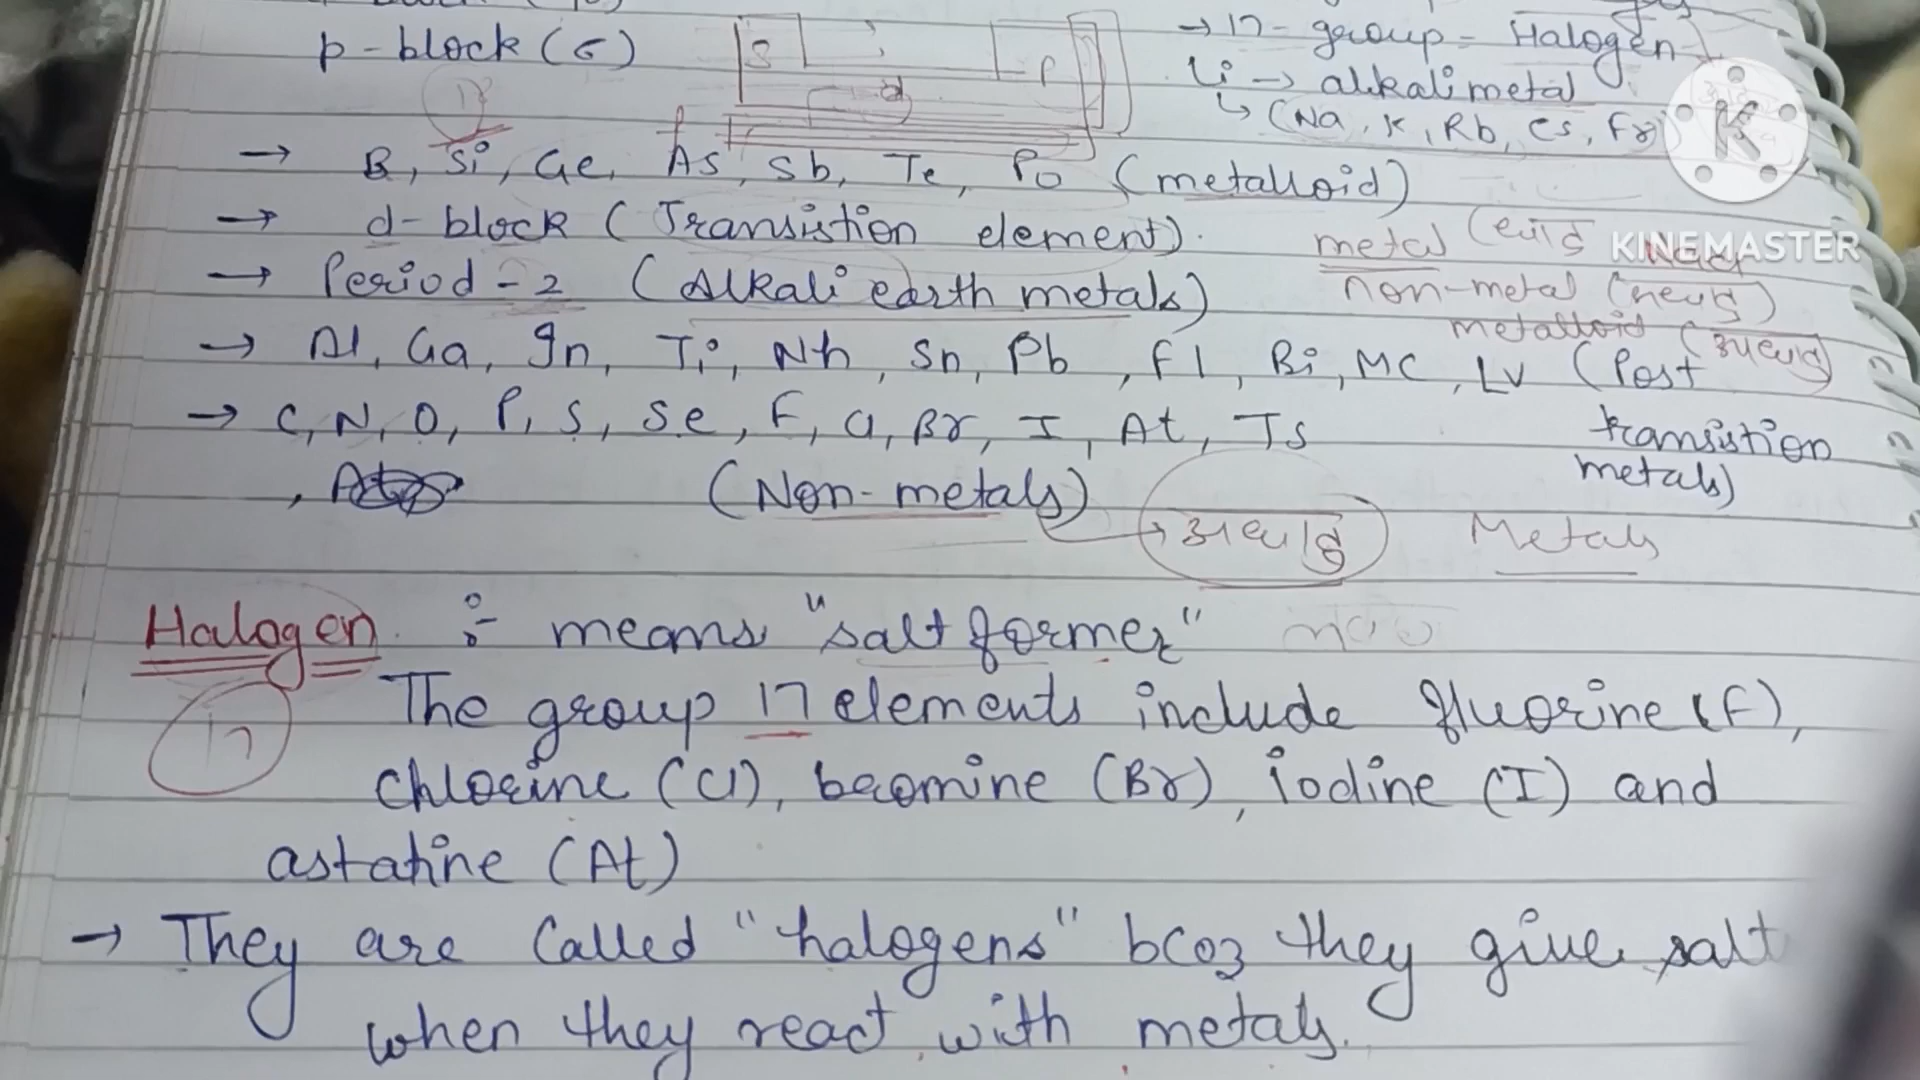 p-block (6)
S
P
d
→ 17- group - Halogen
Li → alkali metal
↳ (Na, K, Rb, Cs, Fr)
K
KINEMASTER
13
→ B, Si, Ge, As, Sb, Te, Po (metalloid)
→ d-block (Transistion element).
metal (धातु
→ Period - 2 (Alkali earth metals)
non-metal
metalloid
→ Al, Ga, In, Ti, Nh, Sn, Pb, Fl, Bi, MC, LV (Post
transistion
metals)
→ C, N, O, P, S, Se, F, Cl, Br, I, At, Ts
(Non-metals)
Metals
Halogen :- means "salt former"
17
The group 17 elements include fluorine (F),
chlorine (Cl), bromine (Br), iodine (I) and
astatine (At)
→ They are called "halogens" bcoz they give salt
when they react with metals.